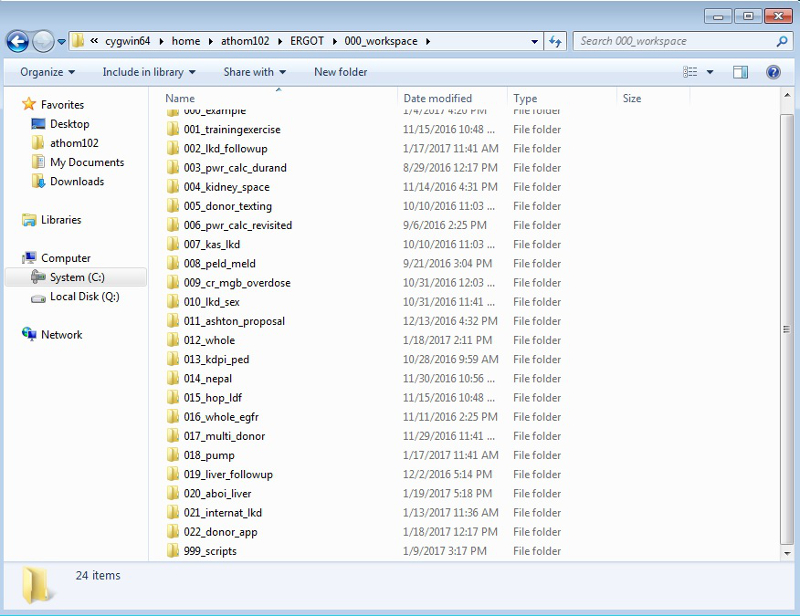 « cygwin64 ▸ home ▸ athom102 ▸ ERGOT ▸ 000_workspace ▸ Search 000_workspace
Organize ▾ Include in library ▾ Share with ▾ New folder
Favorites
Desktop
athom102
My Documents
Downloads
Libraries
Computer
System (C:)
Local Disk (Q:)
Network
Name Date modified Type Size
000_example 1/4/2017 4:20 PM File folder
001_trainingexercise 11/15/2016 10:48 ... File folder
002_lkd_followup 1/17/2017 11:41 AM File folder
003_pwr_calc_durand 8/29/2016 12:17 PM File folder
004_kidney_space 11/14/2016 4:31 PM File folder
005_donor_texting 10/10/2016 11:03 ... File folder
006_pwr_calc_revisited 9/6/2016 2:25 PM File folder
007_kas_lkd 10/10/2016 11:03 ... File folder
008_peld_meld 9/21/2016 3:04 PM File folder
009_cr_mgb_overdose 10/31/2016 12:03 ... File folder
010_lkd_sex 10/31/2016 11:41 ... File folder
011_ashton_proposal 12/13/2016 4:32 PM File folder
012_whole 1/18/2017 2:11 PM File folder
013_kdpi_ped 10/28/2016 9:59 AM File folder
014_nepal 11/30/2016 10:56 ... File folder
015_hop_ldf 11/15/2016 10:48 ... File folder
016_whole_egfr 11/11/2016 2:25 PM File folder
017_multi_donor 11/29/2016 11:41 ... File folder
018_pump 1/17/2017 11:41 AM File folder
019_liver_followup 12/2/2016 5:14 PM File folder
020_aboi_liver 1/19/2017 5:18 PM File folder
021_internat_lkd 1/13/2017 11:36 AM File folder
022_donor_app 1/18/2017 12:17 PM File folder
999_scripts 1/9/2017 3:17 PM File folder
24 items